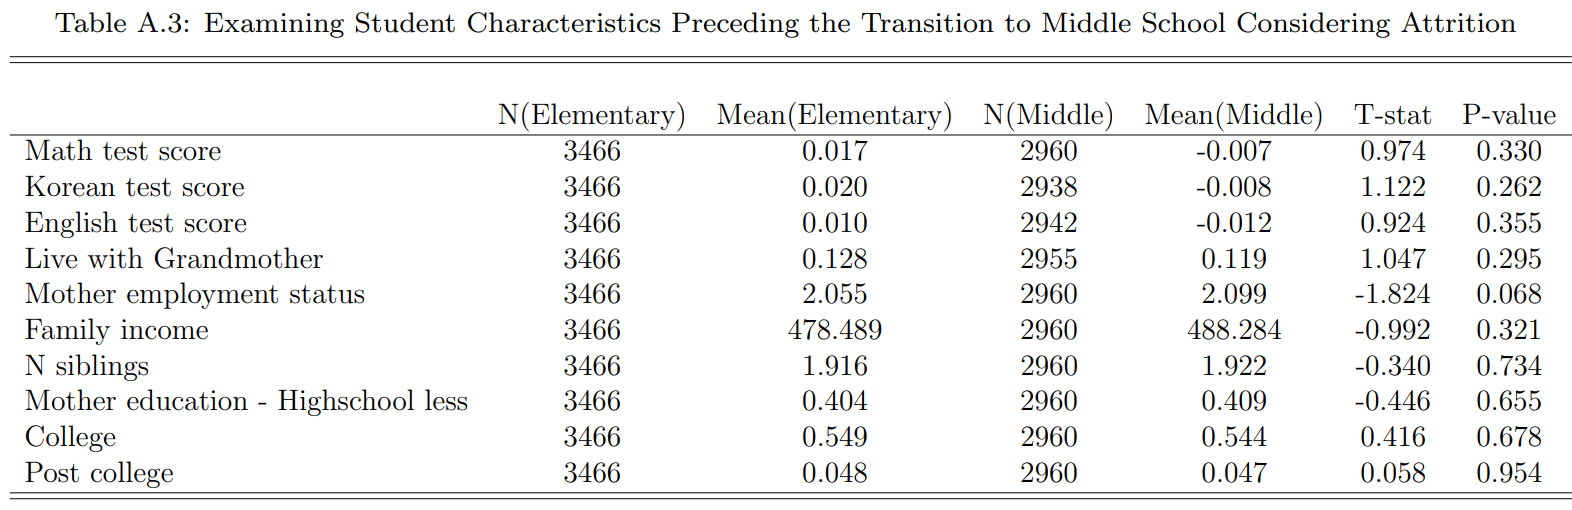 Table A.3: Examining Student Characteristics Preceding the Transition to Middle School Considering Attrition
N(Elementary) Mean(Elementary) N(Middle) Mean(Middle) T-stat P-value
Math test score 3466 0.017 2960 -0.007 0.974 0.330
Korean test score 3466 0.020 2938 -0.008 1.122 0.262
English test score 3466 0.010 2942 -0.012 0.924 0.355
Live with Grandmother 3466 0.128 2955 0.119 1.047 0.295
Mother employment status 3466 2.055 2960 2.099 -1.824 0.068
Family income 3466 478.489 2960 488.284 -0.992 0.321
N siblings 3466 1.916 2960 1.922 -0.340 0.734
Mother education - Highschool less 3466 0.404 2960 0.409 -0.446 0.655
College 3466 0.549 2960 0.544 0.416 0.678
Post college 3466 0.048 2960 0.047 0.058 0.954